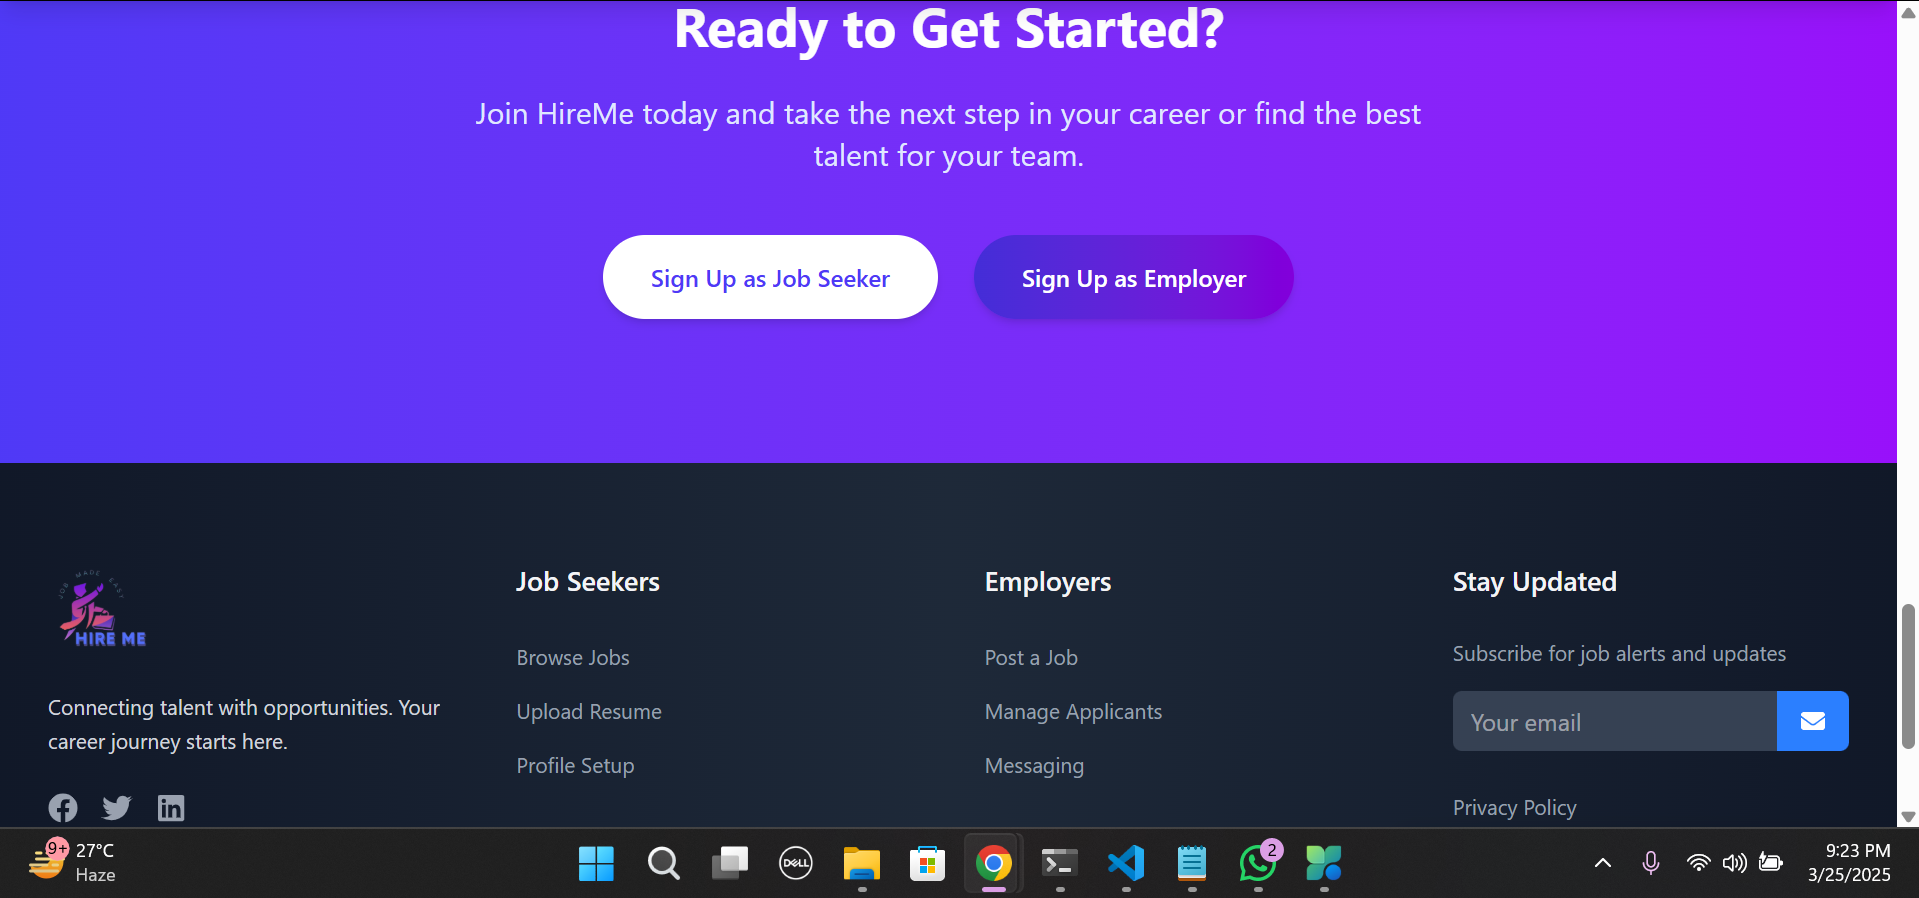 Ready to Get Started?
Join HireMe today and take the next step in your career or find the best
talent for your team.
Sign Up as Job Seeker
Sign Up as Employer
JOB MADE EASY
HIRE ME
Connecting talent with opportunities. Your
career journey starts here.
Job Seekers
Browse Jobs
Upload Resume
Profile Setup
Employers
Post a Job
Manage Applicants
Messaging
Stay Updated
Subscribe for job alerts and updates
Your email
Privacy Policy
9+
27°C
Haze
DELL
2
9:23 PM
3/25/2025